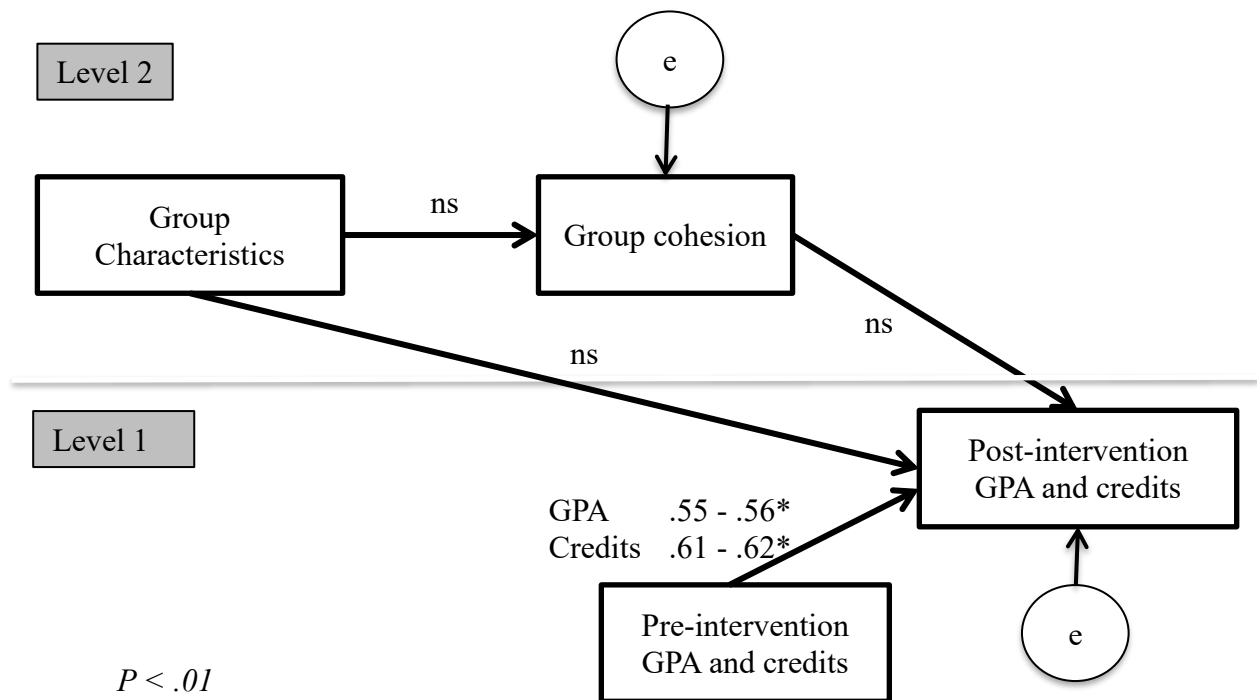 e
Level 2
Group
Characteristics
ns
Group cohesion
ns
ns
Level 1
Post-intervention
GPA and credits
GPA .55 - .56*
Credits .61 - .62*
Pre-intervention
GPA and credits
e
P < .01